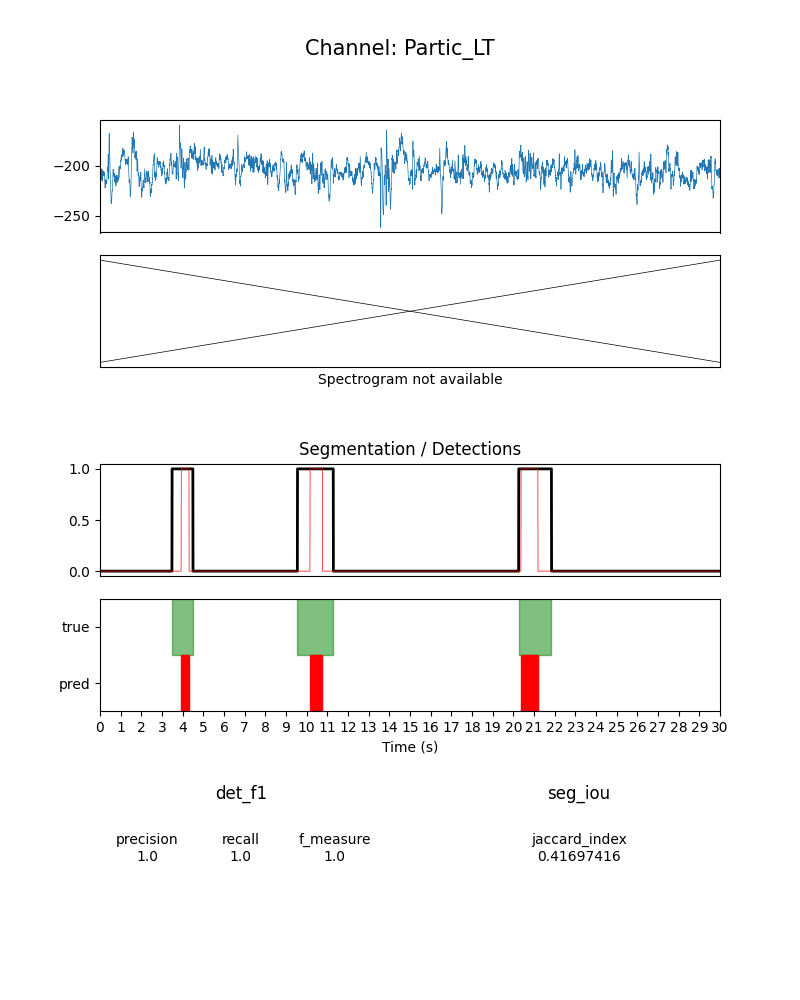 Channel: Partic_LT
−200
−250
Spectrogram not available
Segmentation / Detections
1.0
0.5
0.0
true
pred
0 1 2 3 4 5 6 7 8 9 10 11 12 13 14 15 16 17 18 19 20 21 22 23 24 25 26 27 28 29 30
Time (s)
det_f1 seg_iou
precision recall f_measure jaccard_index
1.0 1.0 1.0 0.41697416